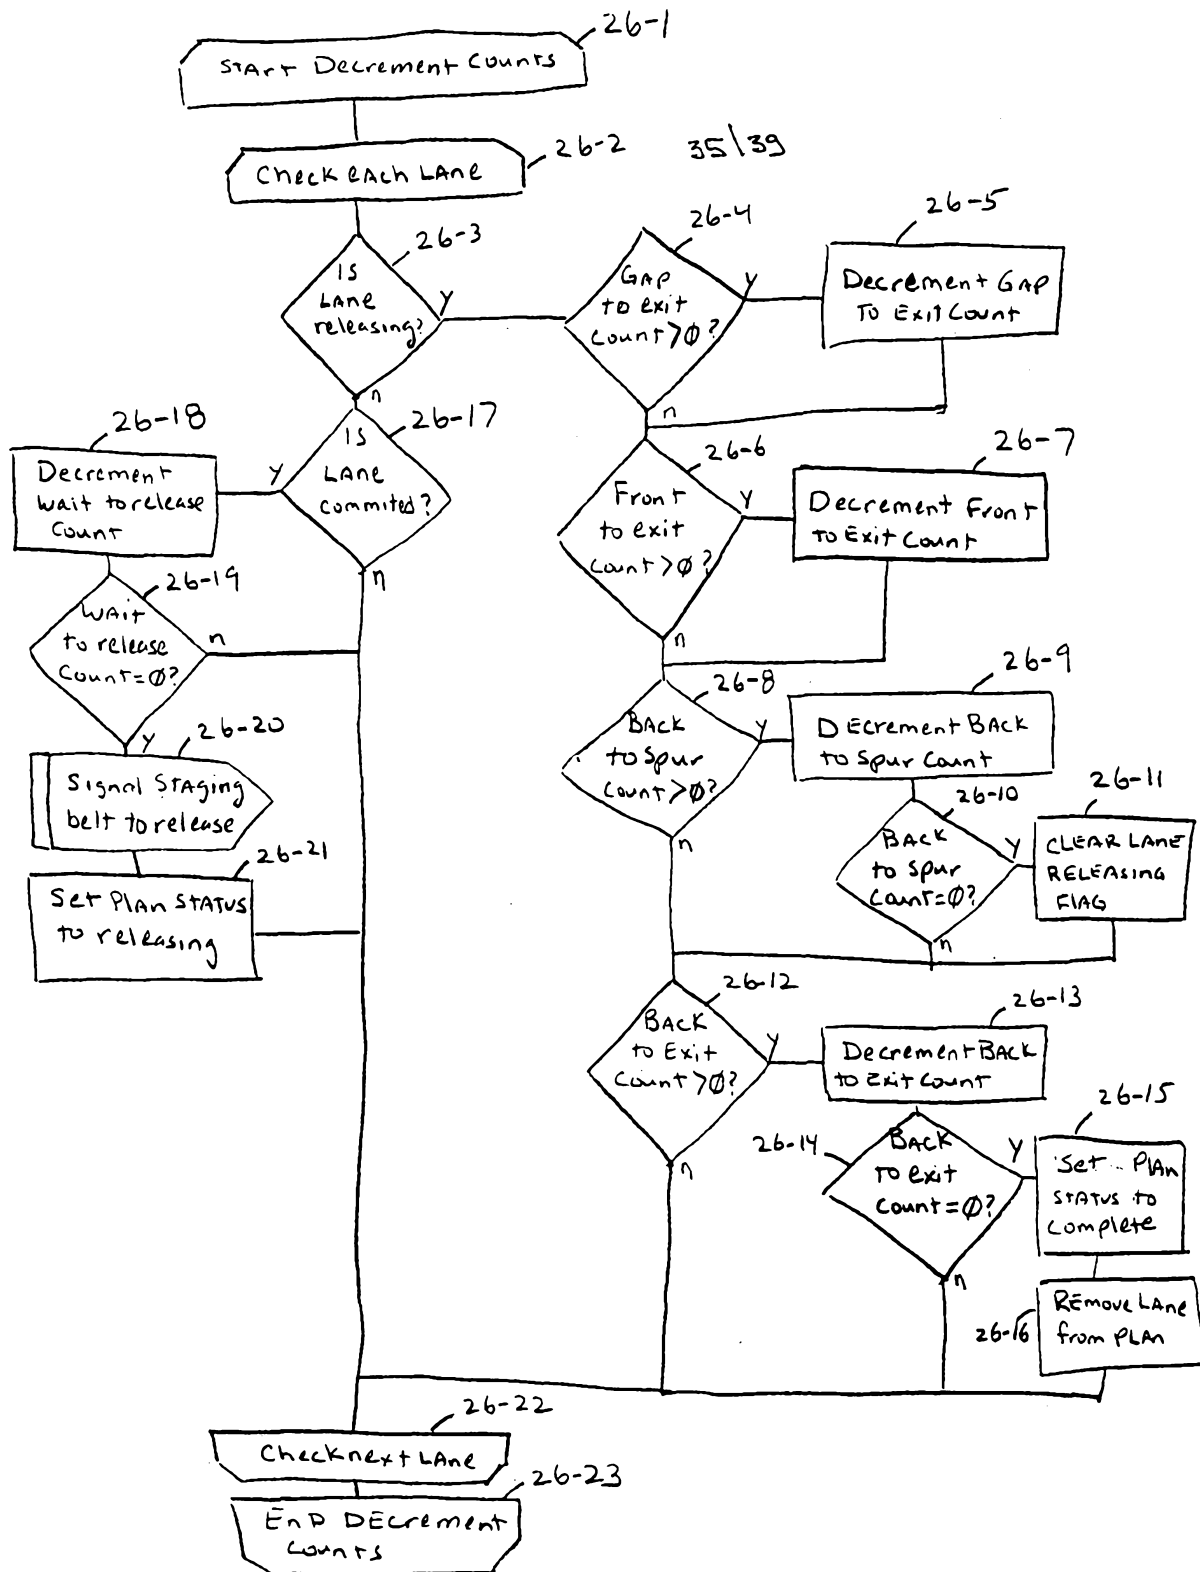 26-1
START Decrement Counts
26-2
35\39
Check EACH LANE
26-3
26-4
26-5
IS
LANE
releasing?
y
GAP
to exit
Count>Ø?
y
Decrement GAP
TO Exit Count
n
n
26-18
26-17
26-6
26-7
Decrement
Wait to release
Count
y
IS
LANE
commited?
Front
to exit
Count>Ø?
y
Decrement Front
to Exit Count
n
26-19
WAIT
to release
Count=Ø?
n
n
26-8
26-9
BACK
to Spur
Count>Ø?
y
DEcrement BACK
to Spur Count
y
26-20
n
26-10
26-11
Signal STAging
belt to release
BACK
to Spur
Count=Ø?
y
CLEAR LANE
RELEASING
FlAG
26-21
Set PlAn STATUS
to releasing
n
26-12
26-13
BACK
to Exit
Count>Ø?
y
Decrement BACK
to Exit Count
26-15
n
26-14
BACK
to exit
Count=Ø?
y
Set PlAn
STATUS to
Complete
n
26-16
REmove LAne
from PLAn
26-22
Check next LAne
26-23
EnD DEcrement
Counts